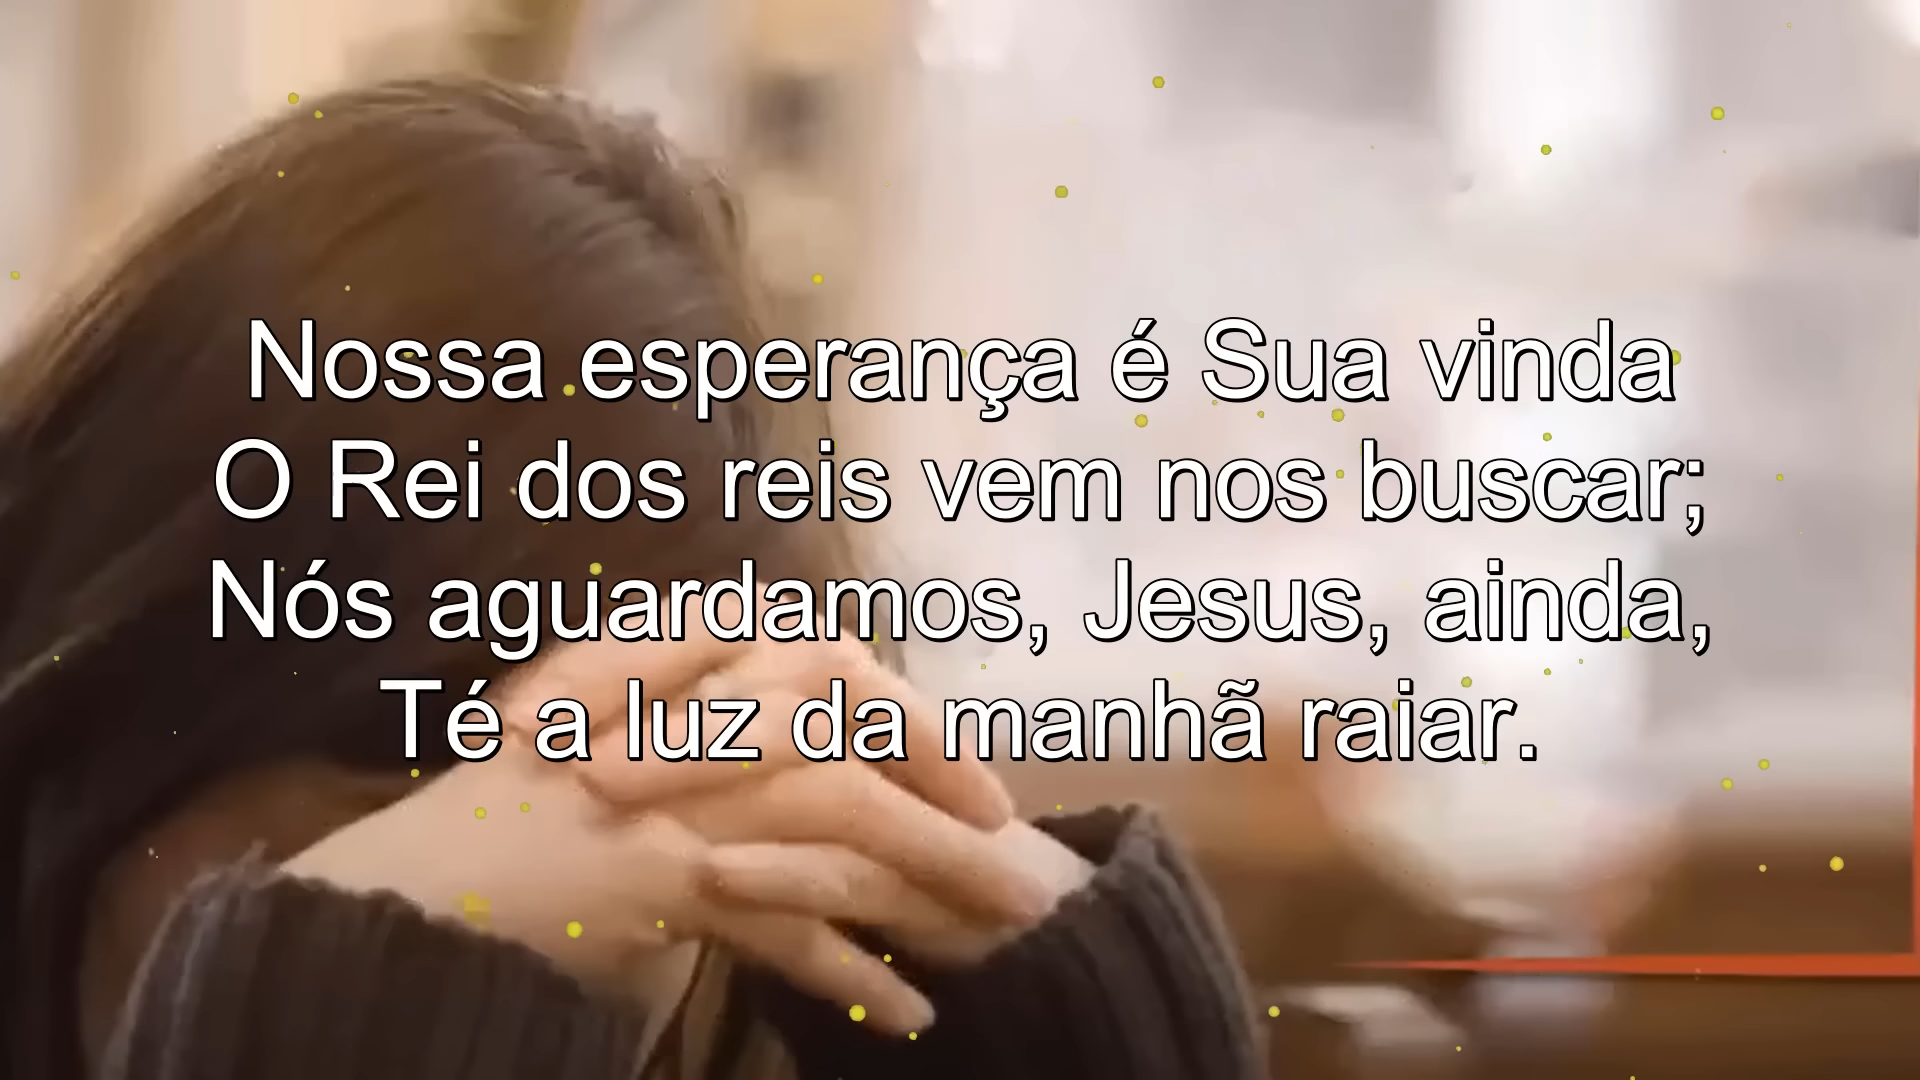 Nossa esperança é Sua vinda
O Rei dos reis vem nos buscar;
Nós aguardamos, Jesus, ainda,
Té a luz da manhã raiar.